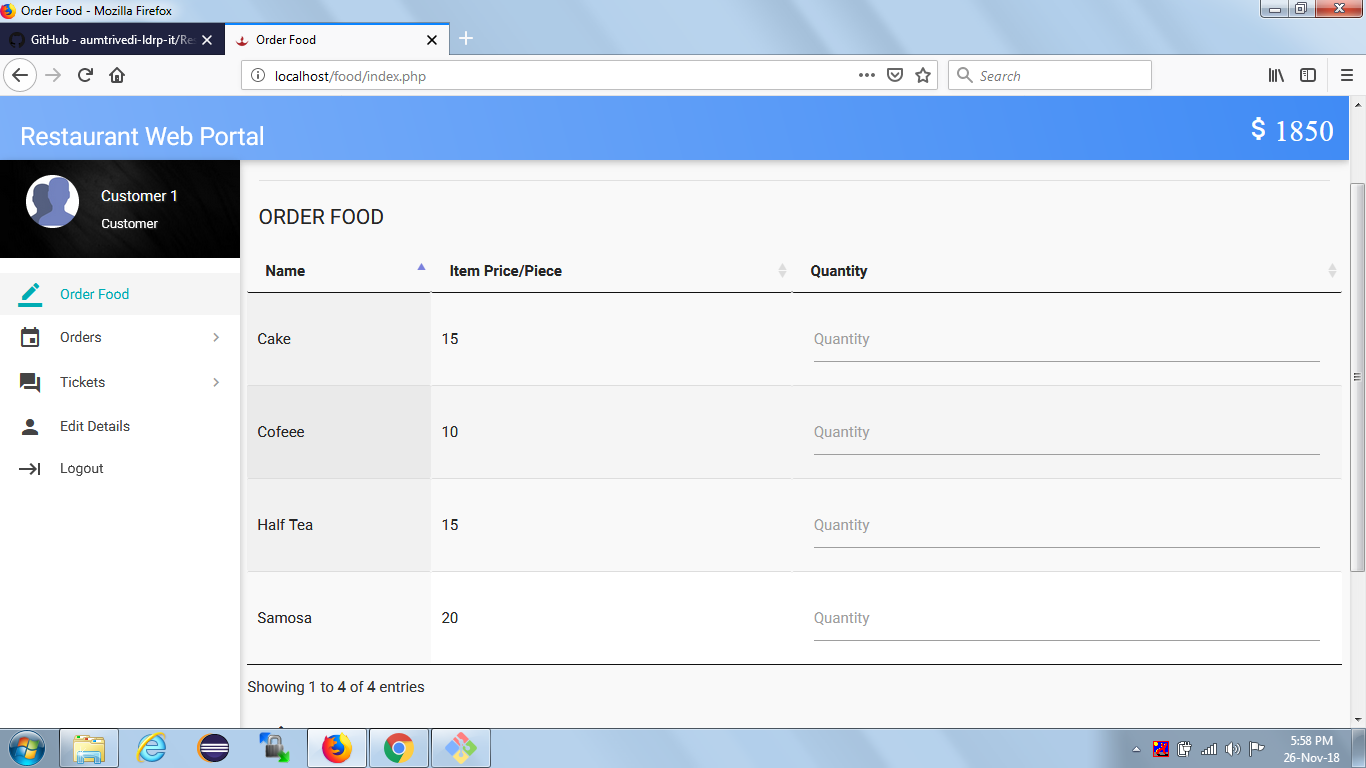 Order Food - Mozilla Firefox
GitHub - aumtrivedi-ldrp-it/Re
Order Food
localhost/food/index.php
Search
Restaurant Web Portal
$ 1850
Customer 1
Customer
Order Food
Orders
Tickets
Edit Details
Logout
ORDER FOOD
Name Item Price/Piece Quantity
Cake 15 Quantity
Cofeee 10 Quantity
Half Tea 15 Quantity
Samosa 20 Quantity
Showing 1 to 4 of 4 entries
5:58 PM
26-Nov-18